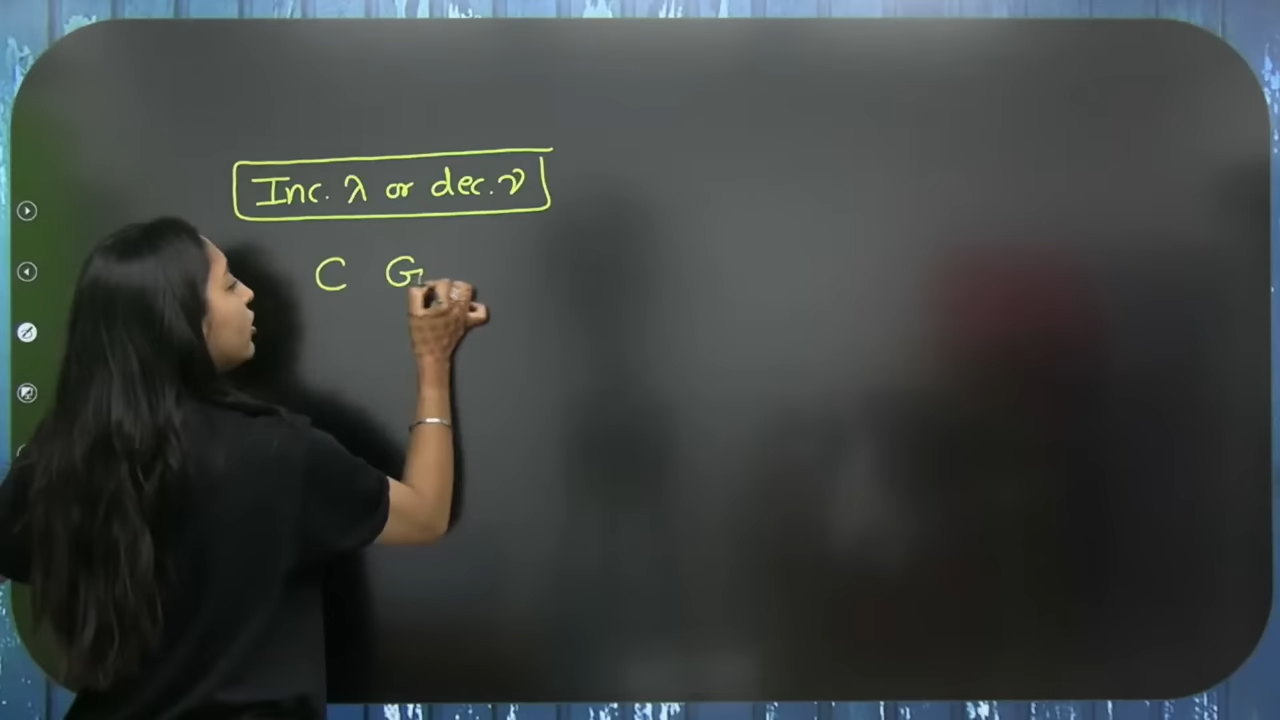 Inc. λ or dec. ν
C G